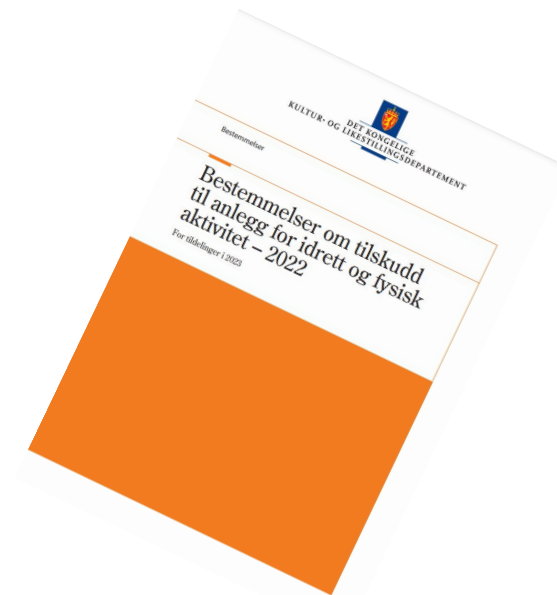 DET KONGELIGE
KULTUR- OG LIKESTILLINGSDEPARTEMENT
Bestemmelser
Bestemmelser om tilskudd
til anlegg for idrett og fysisk
aktivitet – 2022
For tildelinger i 2023